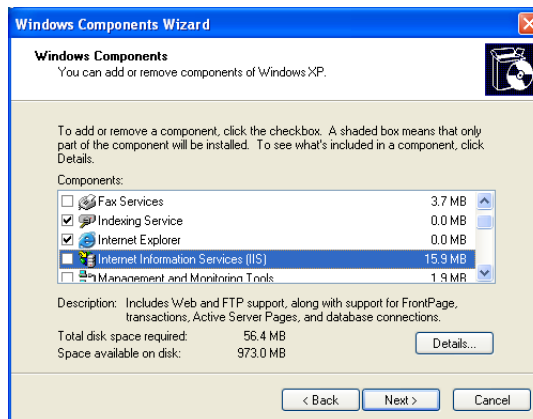 Windows Components Wizard
Windows Components
You can add or remove components of Windows XP.
To add or remove a component, click the checkbox. A shaded box means that only
part of the component will be installed. To see what's included in a component, click
Details.
Components:
Fax Services 3.7 MB
Indexing Service 0.0 MB
Internet Explorer 0.0 MB
Internet Information Services (IIS) 15.9 MB
Management and Monitoring Tools 1.9 MB
Description: Includes Web and FTP support, along with support for FrontPage,
transactions, Active Server Pages, and database connections.
Total disk space required: 56.4 MB
Space available on disk: 973.0 MB
Details...
< Back Next > Cancel